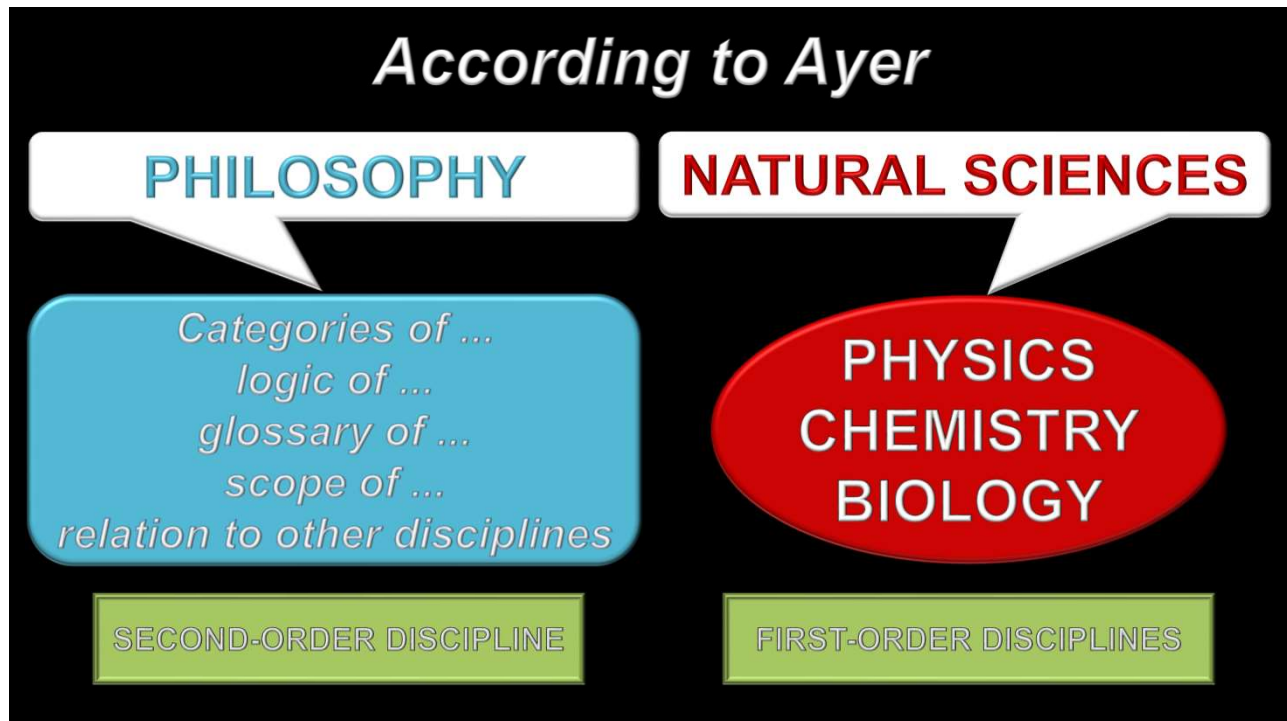 According to Ayer
PHILOSOPHY
Categories of ...
logic of ...
glossary of ...
scope of ...
relation to other disciplines
SECOND-ORDER DISCIPLINE
NATURAL SCIENCES
PHYSICS
CHEMISTRY
BIOLOGY
FIRST-ORDER DISCIPLINES